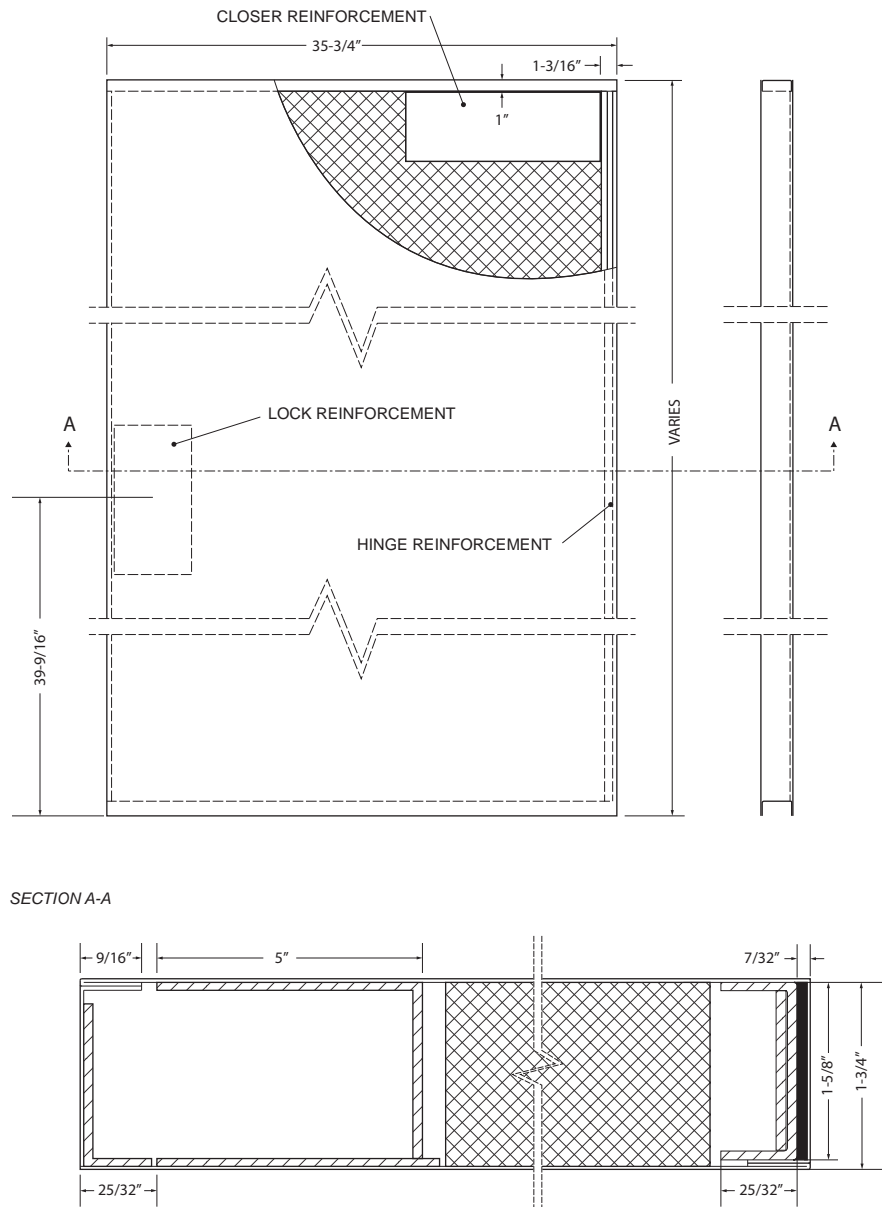 CLOSER REINFORCEMENT
35-3/4”
1-3/16”
1”
A
LOCK REINFORCEMENT
VARIES
A
HINGE REINFORCEMENT
39-9/16”
SECTION A-A
9/16”
5”
7/32”
1-5/8”
1-3/4”
25/32”
25/32”